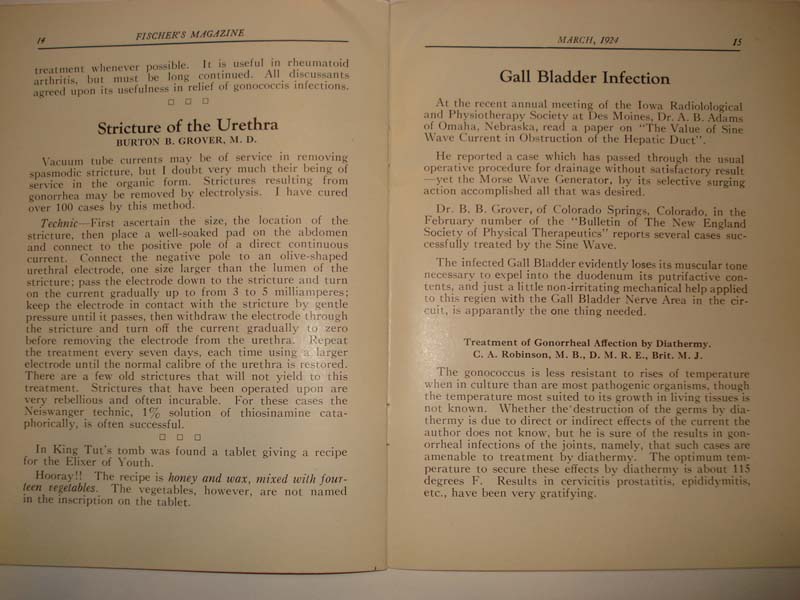 14 FISCHER'S MAGAZINE
treatment whenever possible. It is useful in rheumatoid
arthritis, but must be long continued. All discussants
agreed upon its usefulness in relief of gonococcis infections.
Stricture of the Urethra
BURTON B. GROVER, M. D.
Vacuum tube currents may be of service in removing
spasmodic stricture, but I doubt very much their being of
service in the organic form. Strictures resulting from
gonorrhea may be removed by electrolysis. I have cured
over 100 cases by this method.
Technic—First ascertain the size, the location of the
stricture, then place a well-soaked pad on the abdomen
and connect to the positive pole of a direct continuous
current. Connect the negative pole to an olive-shaped
urethral electrode, one size larger than the lumen of the
stricture; pass the electrode down to the stricture and turn
on the current gradually up to from 3 to 5 milliamperes;
keep the electrode in contact with the stricture by gentle
pressure until it passes, then withdraw the electrode through
the stricture and turn off the current gradually to zero
before removing the electrode from the urethra. Repeat
the treatment every seven days, each time using a larger
electrode until the normal calibre of the urethra is restored.
There are a few old strictures that will not yield to this
treatment. Strictures that have been operated upon are
very rebellious and often incurable. For these cases the
Neiswanger technic, 1% solution of thiosinamine cata-
phorically, is often successful.
In King Tut's tomb was found a tablet giving a recipe
for the Elixer of Youth.
Hooray!! The recipe is honey and wax, mixed with four-
teen vegetables. The vegetables, however, are not named
in the inscription on the tablet.
MARCH, 1924 15
Gall Bladder Infection
At the recent annual meeting of the Iowa Radiolological
and Physiotherapy Society at Des Moines, Dr. A. B. Adams
of Omaha, Nebraska, read a paper on "The Value of Sine
Wave Current in Obstruction of the Hepatic Duct".
He reported a case which has passed through the usual
operative procedure for drainage without satisfactory result
—yet the Morse Wave Generator, by its selective surging
action accomplished all that was desired.
Dr. B. B. Grover, of Colorado Springs, Colorado, in the
February number of the "Bulletin of The New England
Society of Physical Therapeutics" reports several cases suc-
cessfully treated by the Sine Wave.
The infected Gall Bladder evidently loses its muscular tone
necessary to expel into the duodenum its putrifactive con-
tents, and just a little non-irritating mechanical help applied
to this regien with the Gall Bladder Nerve Area in the cir-
cuit, is apparantly the one thing needed.
Treatment of Gonorrheal Affection by Diathermy.
C. A. Robinson, M. B., D. M. R. E., Brit. M. J.
The gonococcus is less resistant to rises of temperature
when in culture than are most pathogenic organisms, though
the temperature most suited to its growth in living tissues is
not known. Whether the destruction of the germs by dia-
thermy is due to direct or indirect effects of the current the
author does not know, but he is sure of the results in gon-
orrheal infections of the joints, namely, that such cases are
amenable to treatment by diathermy. The optimum tem-
perature to secure these effects by diathermy is about 115
degrees F. Results in cervicitis prostatitis, epididymitis,
etc., have been very gratifying.